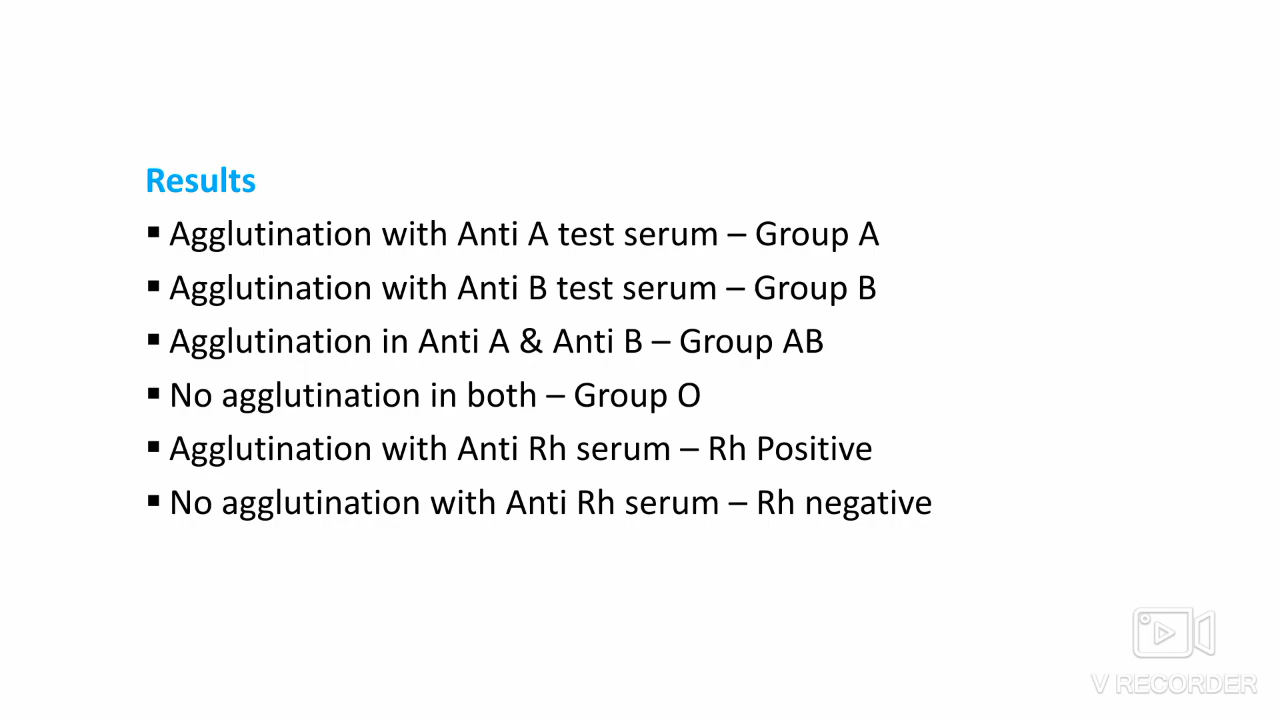 Results
▪ Agglutination with Anti A test serum – Group A
▪ Agglutination with Anti B test serum – Group B
▪ Agglutination in Anti A & Anti B – Group AB
▪ No agglutination in both – Group O
▪ Agglutination with Anti Rh serum – Rh Positive
▪ No agglutination with Anti Rh serum – Rh negative
V RECORDER